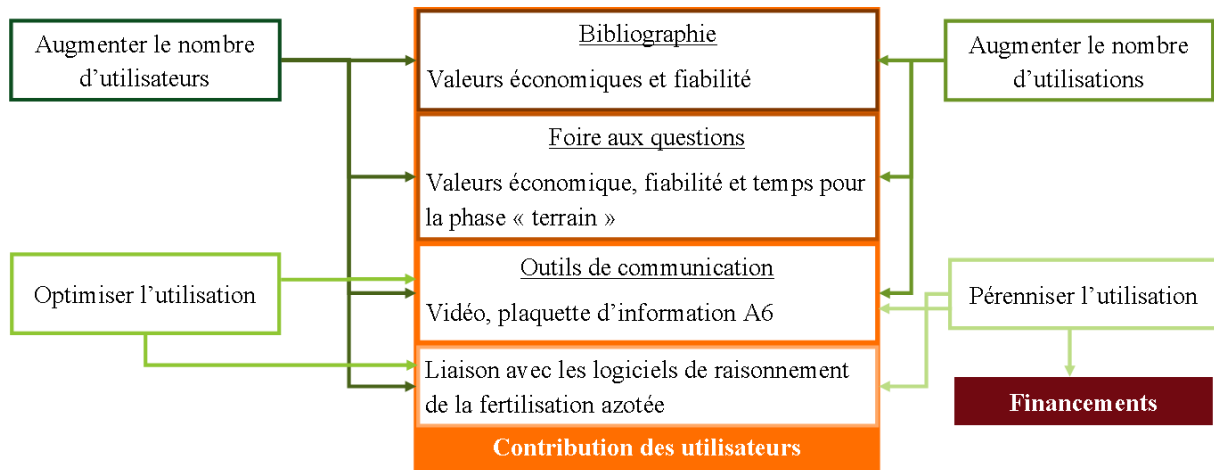 Augmenter le nombre
d’utilisateurs
Bibliographie
Valeurs économiques et fiabilité
Augmenter le nombre
d’utilisations
Foire aux questions
Valeurs économique, fiabilité et temps pour
la phase « terrain »
Optimiser l’utilisation
Outils de communication
Vidéo, plaquette d’information A6
Pérenniser l’utilisation
Liaison avec les logiciels de raisonnement
de la fertilisation azotée
Financements
Contribution des utilisateurs